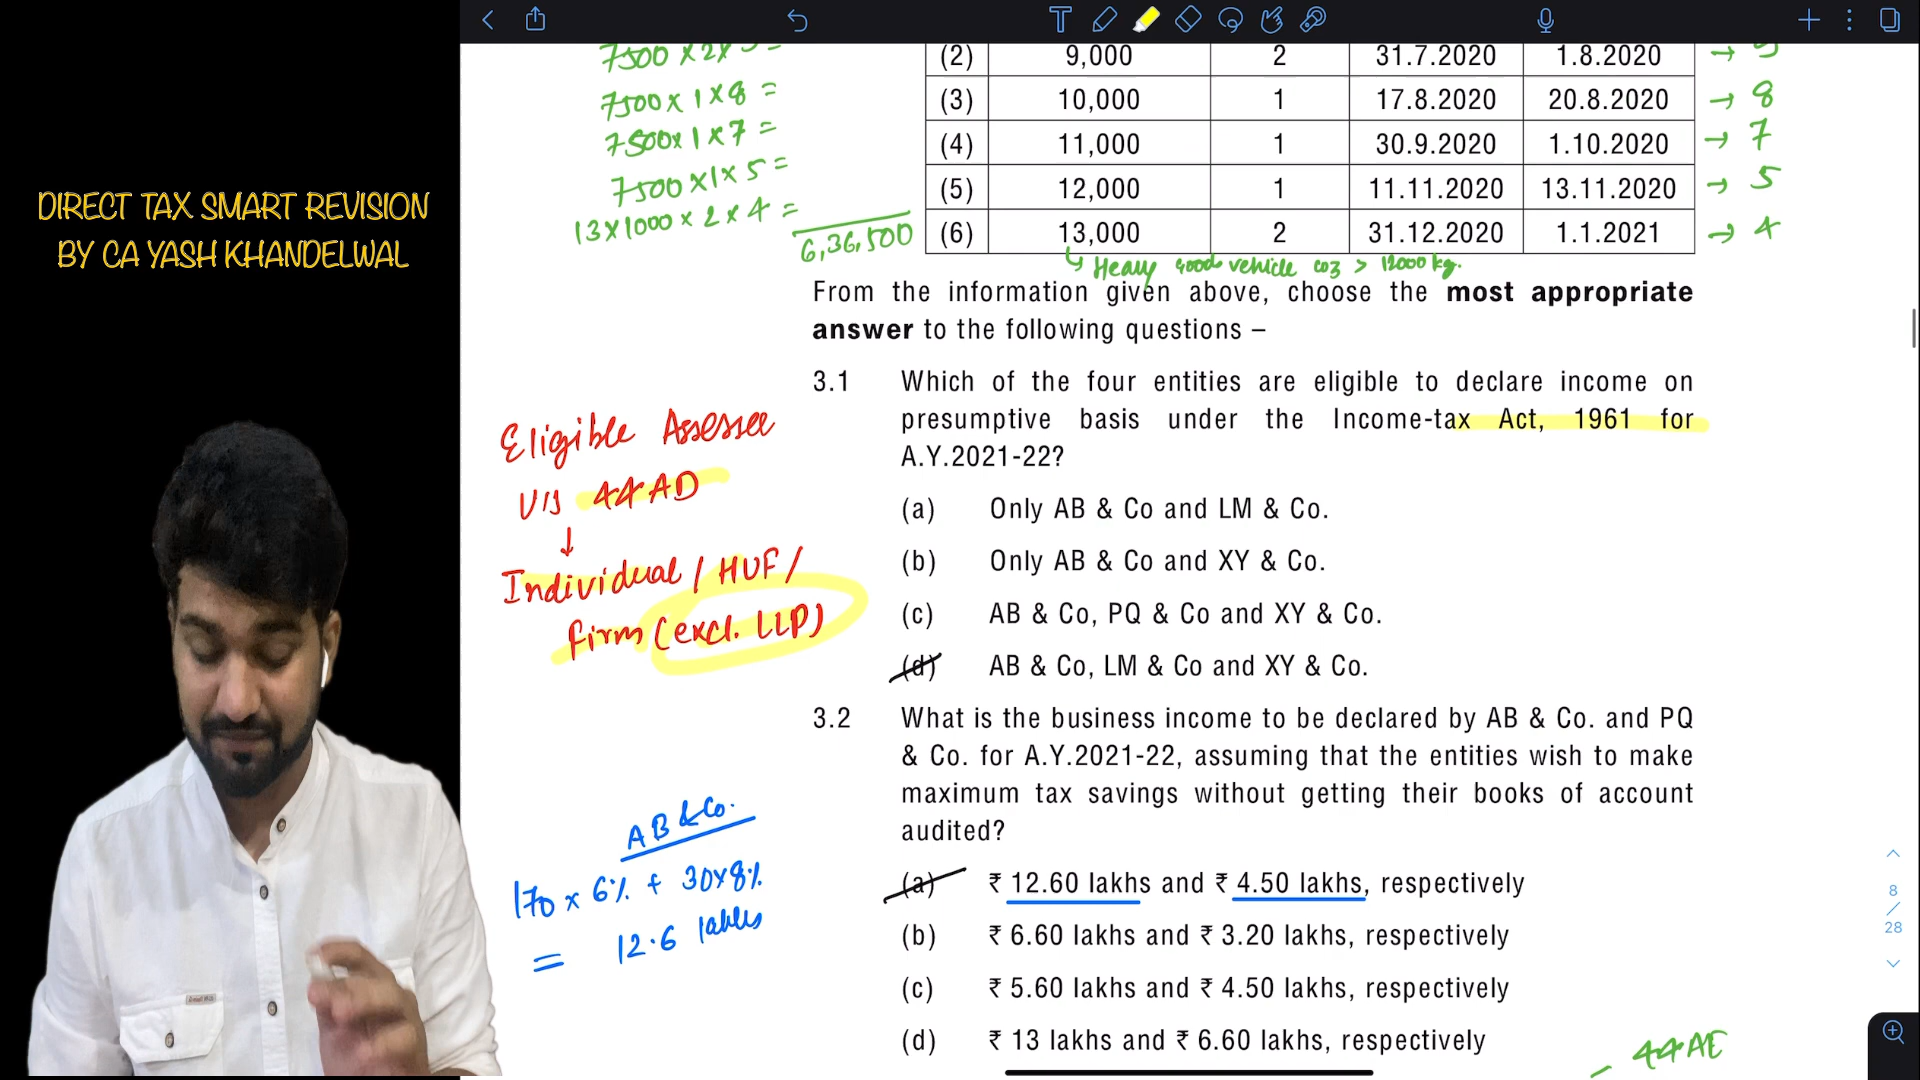 DIRECT TAX SMART REVISION
BY CA YASH KHANDELWAL
7500 x 2 x 5 =
7500 x 1 x 8 =
7500 x 1 x 7 =
7500 x 1 x 5 =
13 x 1000 x 2 x 4 =
6,36,500
(2) 9,000 2 31.7.2020 1.8.2020 → 5
(3) 10,000 1 17.8.2020 20.8.2020 → 8
(4) 11,000 1 30.9.2020 1.10.2020 → 7
(5) 12,000 1 11.11.2020 13.11.2020 → 5
(6) 13,000 2 31.12.2020 1.1.2021 → 4
Heavy goods vehicle coz > 12000 kg.
From the information given above, choose the most appropriate
answer to the following questions –
3.1 Which of the four entities are eligible to declare income on
presumptive basis under the Income-tax Act, 1961 for
A.Y.2021-22?
(a) Only AB & Co and LM & Co.
(b) Only AB & Co and XY & Co.
(c) AB & Co, PQ & Co and XY & Co.
(d) AB & Co, LM & Co and XY & Co.
Eligible Assessee
U/s 44AD
↓
Individual / HUF /
firm (excl. LLP)
3.2 What is the business income to be declared by AB & Co. and PQ
& Co. for A.Y.2021-22, assuming that the entities wish to make
maximum tax savings without getting their books of account
audited?
(a) ₹ 12.60 lakhs and ₹ 4.50 lakhs, respectively
(b) ₹ 6.60 lakhs and ₹ 3.20 lakhs, respectively
(c) ₹ 5.60 lakhs and ₹ 4.50 lakhs, respectively
(d) ₹ 13 lakhs and ₹ 6.60 lakhs, respectively
AB & Co.
170 x 6% + 30x8%
= 12.6 lakhs
44AE
8
/
28